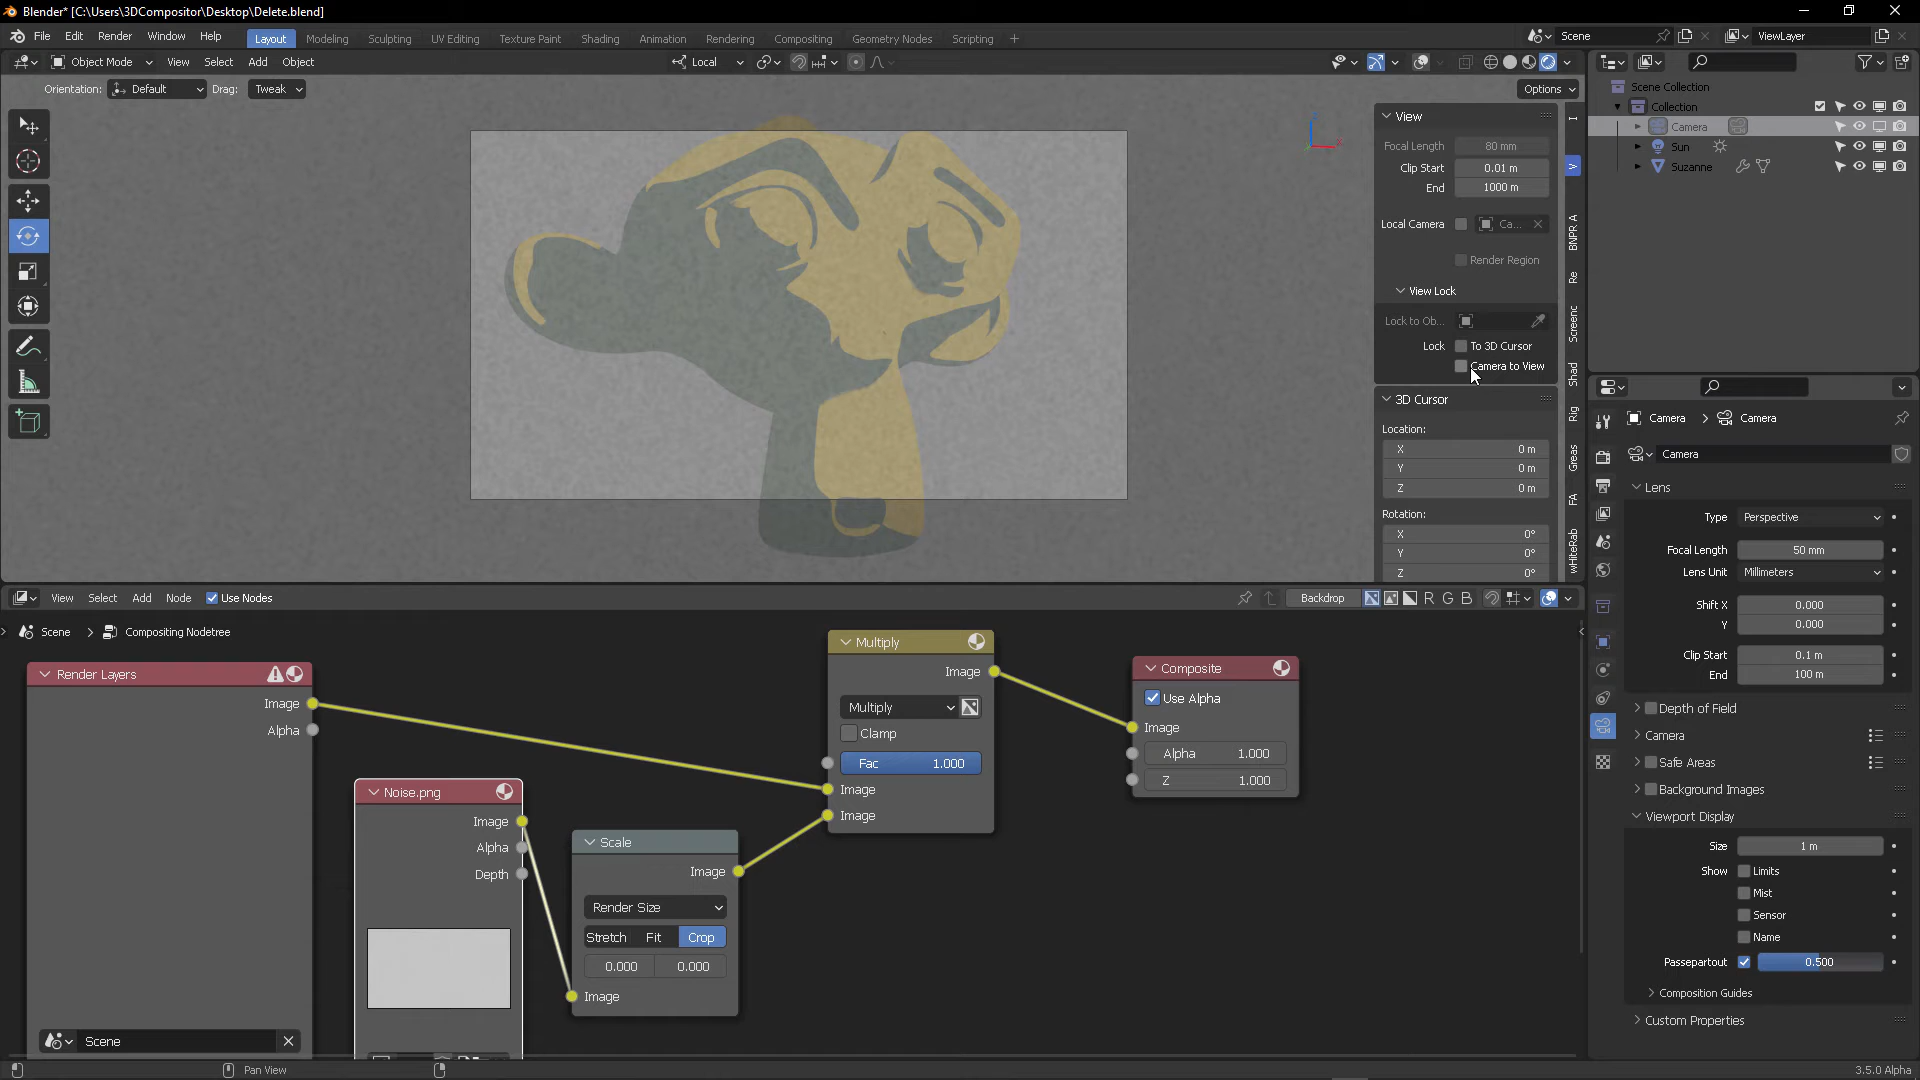 Blender* [C:\Users\3DCompositor\Desktop\Delete.blend]
File Edit Render Window Help Layout Modeling Sculpting UV Editing Texture Paint Shading Animation Rendering Compositing Geometry Nodes Scripting + Scene ViewLayer
Object Mode View Select Add Object Local
Orientation: Default Drag: Tweak Options
View
Focal Length 80 mm
Clip Start 0.01 m
End 1000 m
Local Camera Ca...
Render Region
View Lock
Lock to Ob...
Lock To 3D Cursor
Camera to View
3D Cursor
Location:
X 0 m
Y 0 m
Z 0 m
Rotation:
X 0°
Y 0°
Z 0°
I
V
BNPR A
Re
Screenc
Shad
Rig
Greas
FA
wHiteRab
Scene Collection
Collection
Camera
Sun
Suzanne
Camera > Camera
Camera
Lens
Type Perspective
Focal Length 50 mm
Lens Unit Millimeters
Shift X 0.000
Y 0.000
Clip Start 0.1 m
End 100 m
Depth of Field
Camera
Safe Areas
Background Images
Viewport Display
Size 1 m
Show Limits
Mist
Sensor
Name
Passepartout 0.500
Composition Guides
Custom Properties
View Select Add Node Use Nodes Backdrop R G B
Scene > Compositing Nodetree
Render Layers
Image
Alpha
Scene
Noise.png
Image
Alpha
Depth
Scale
Image
Render Size
Stretch Fit Crop
0.000 0.000
Image
Multiply
Image
Multiply
Clamp
Fac 1.000
Image
Image
Composite
Use Alpha
Image
Alpha 1.000
Z 1.000
Pan View
3.5.0 Alpha